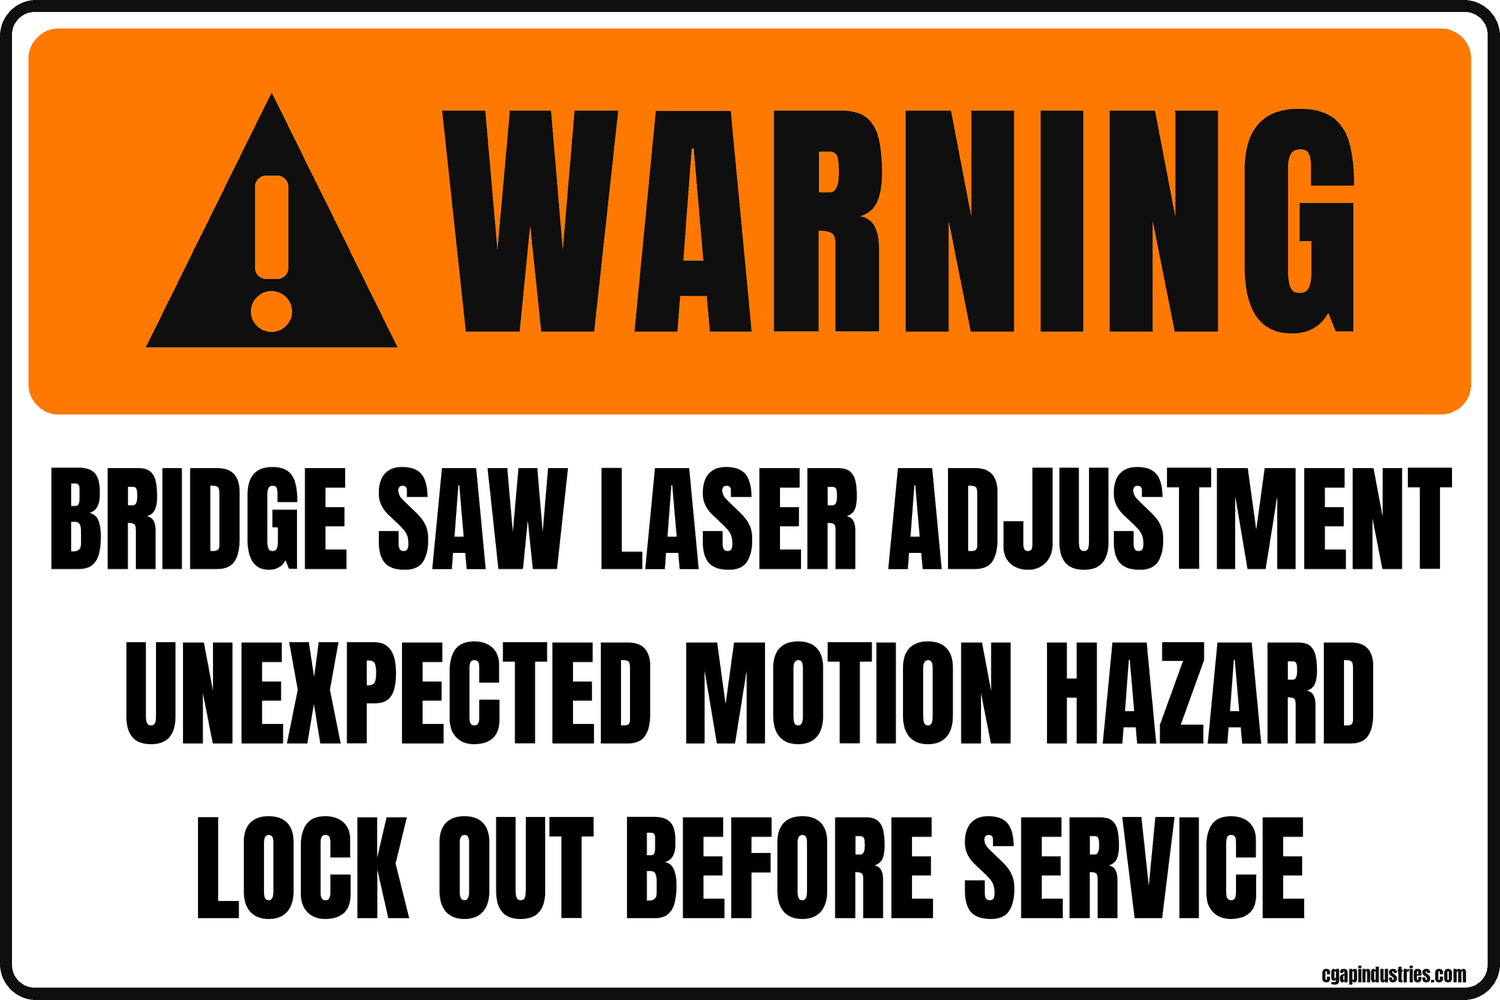 WARNING
BRIDGE SAW LASER ADJUSTMENT
UNEXPECTED MOTION HAZARD
LOCK OUT BEFORE SERVICE
cgapindustries.com